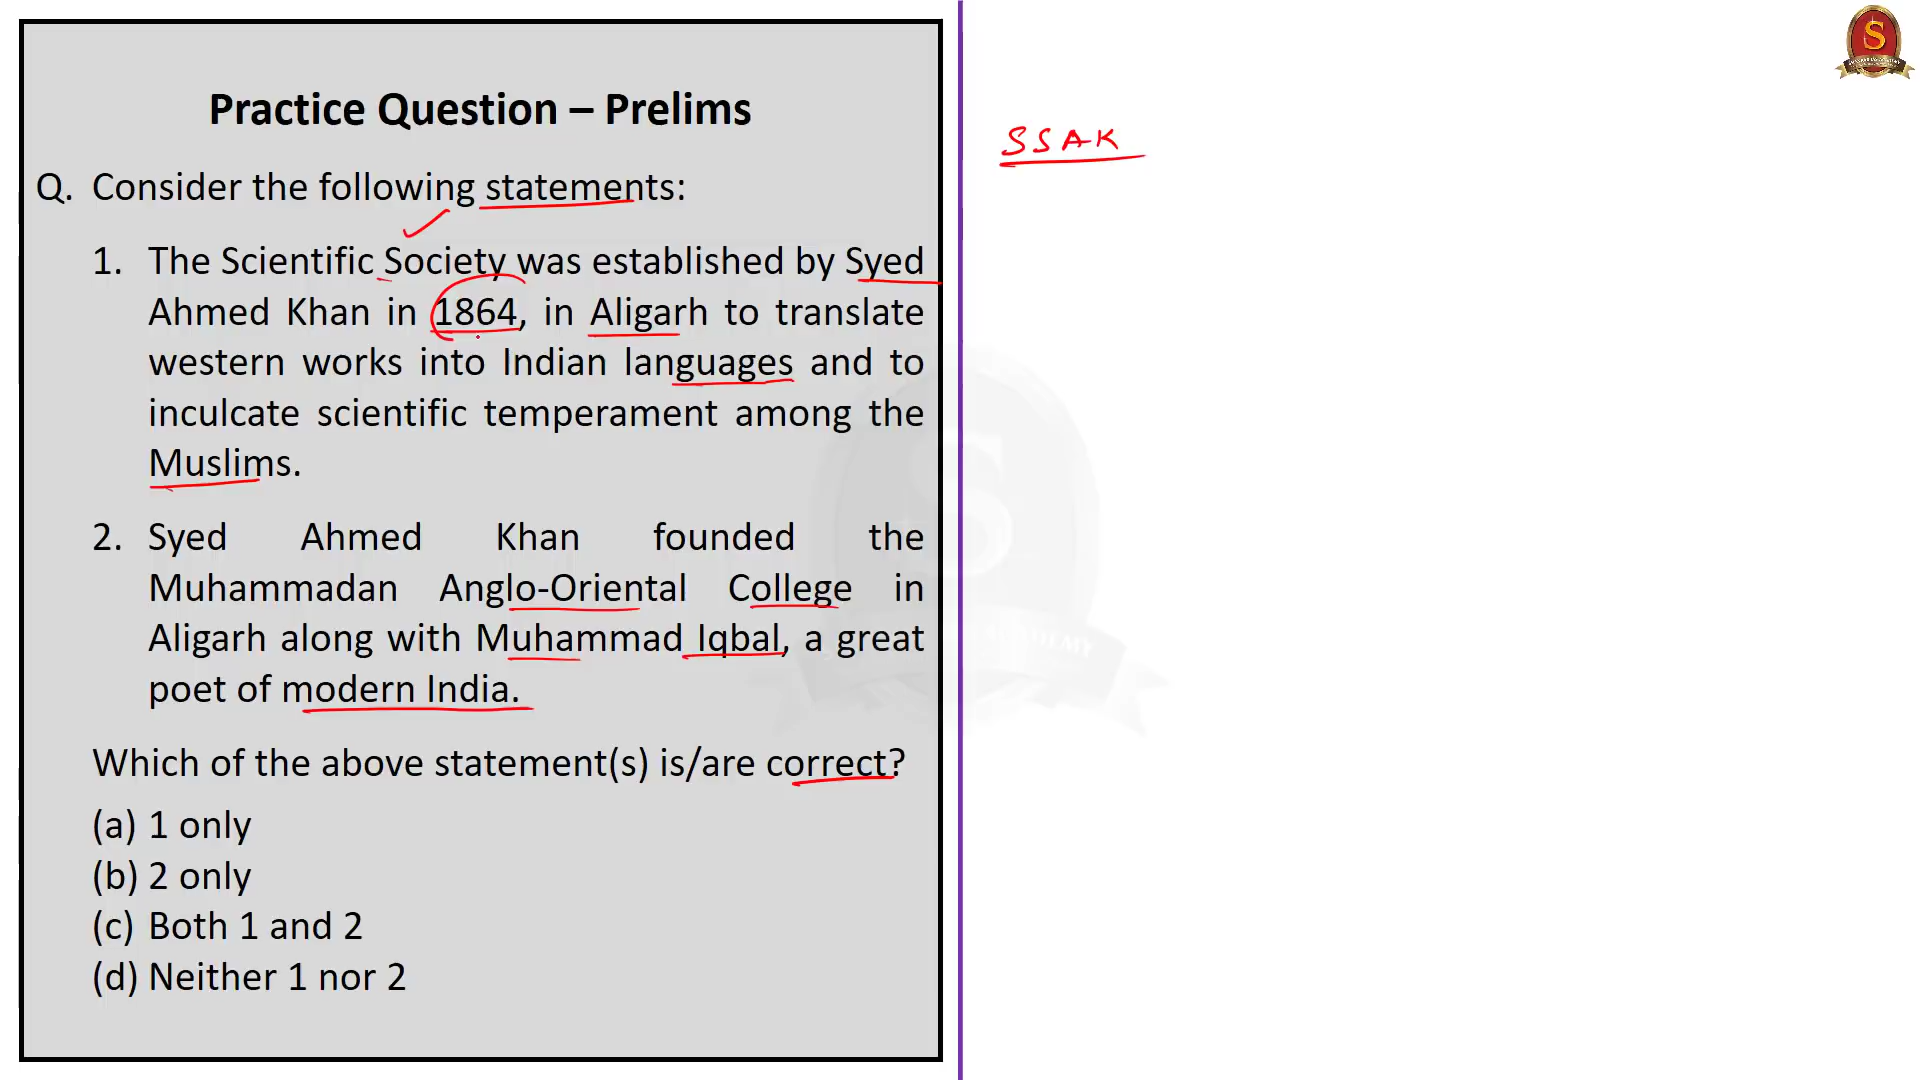 Practice Question – Prelims
SSAK
Q. Consider the following statements:
1. The Scientific Society was established by Syed
Ahmed Khan in 1864, in Aligarh to translate
western works into Indian languages and to
inculcate scientific temperament among the
Muslims.
2. Syed Ahmed Khan founded the
Muhammadan Anglo-Oriental College in
Aligarh along with Muhammad Iqbal, a great
poet of modern India.
Which of the above statement(s) is/are correct?
(a) 1 only
(b) 2 only
(c) Both 1 and 2
(d) Neither 1 nor 2
S